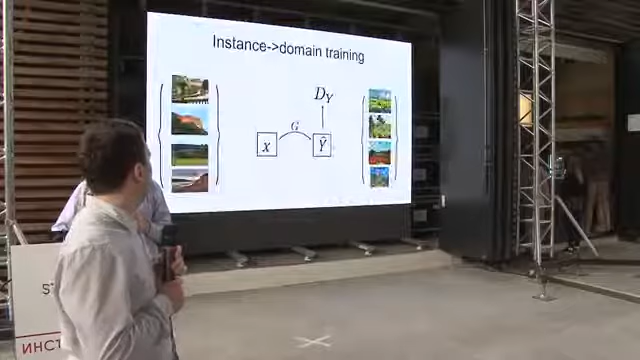 Instance->domain training
D_Y
G
x Ŷ
ИНСТ